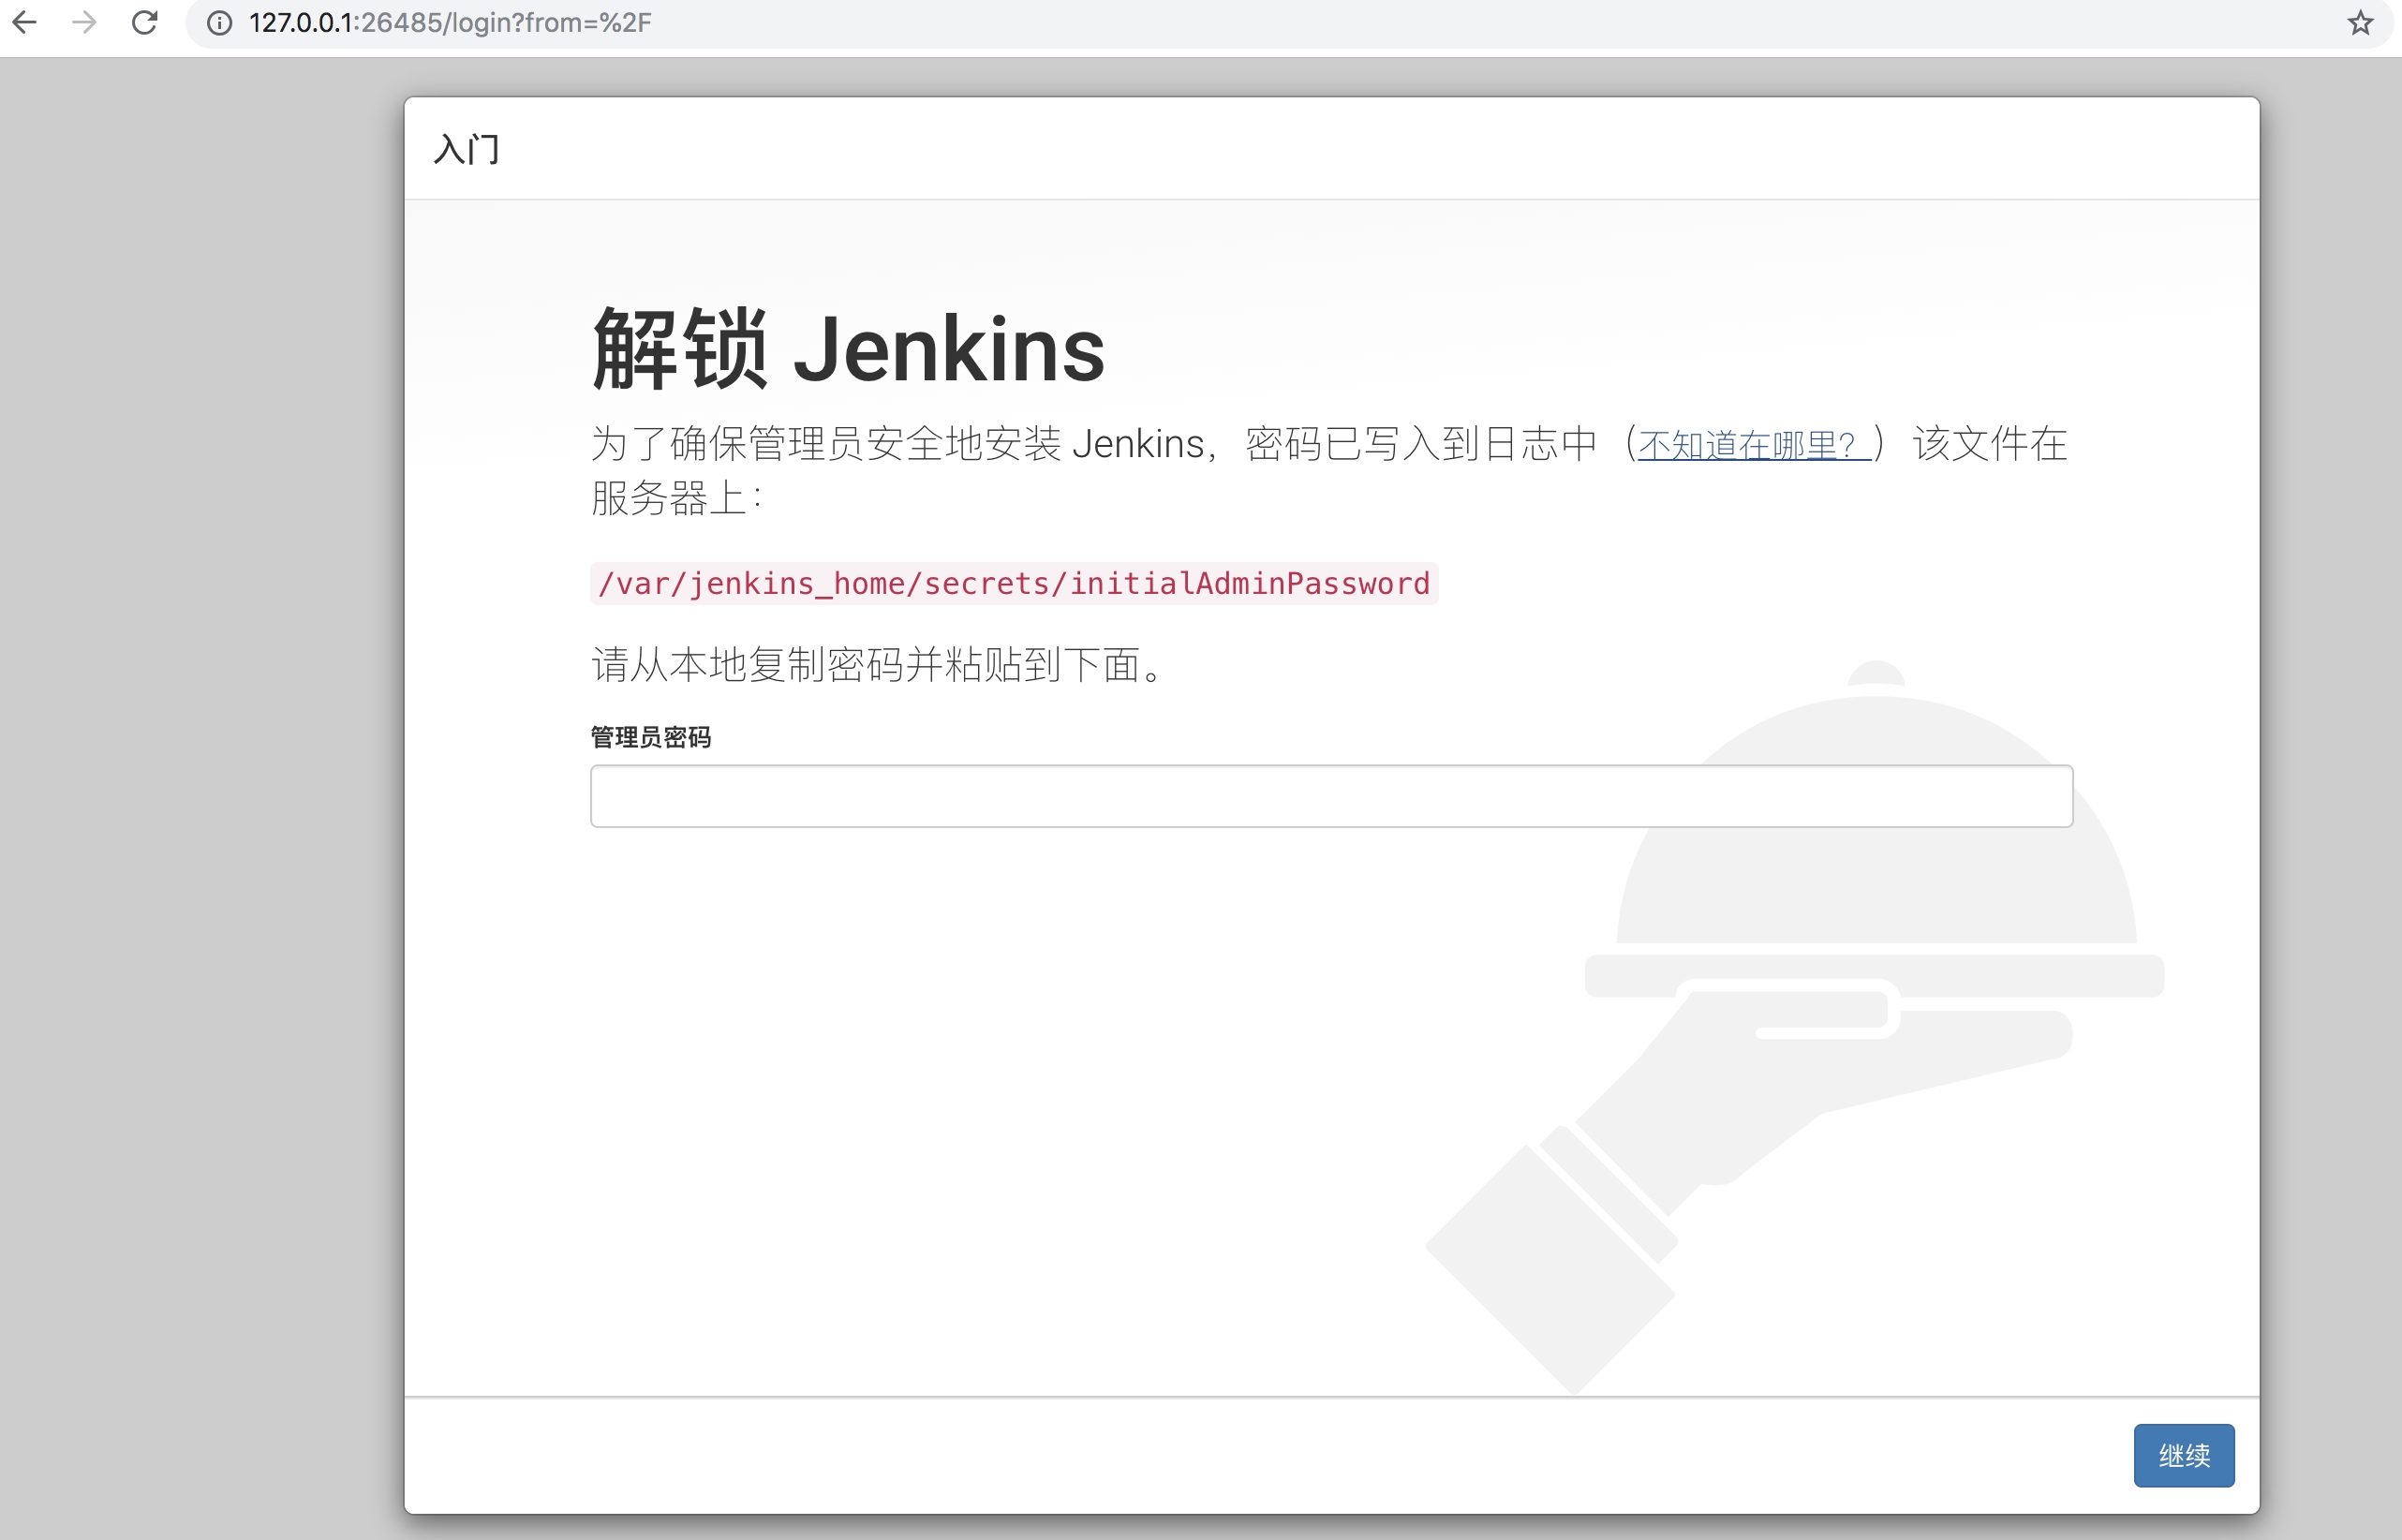 127.0.0.1:26485/login?from=%2F
入门
解锁 Jenkins
为了确保管理员安全地安装 Jenkins，密码已写入到日志中（不知道在哪里？）该文件在
服务器上：
/var/jenkins_home/secrets/initialAdminPassword
请从本地复制密码并粘贴到下面。
管理员密码
继续